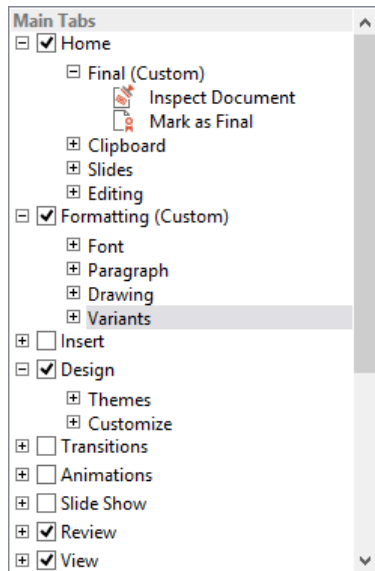 Main Tabs
Home
Final (Custom)
Inspect Document
Mark as Final
Clipboard
Slides
Editing
Formatting (Custom)
Font
Paragraph
Drawing
Variants
Insert
Design
Themes
Customize
Transitions
Animations
Slide Show
Review
View